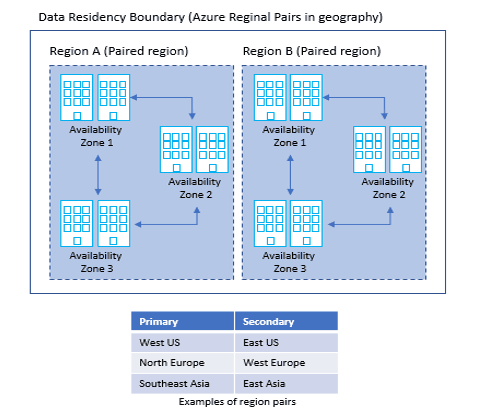 Data Residency Boundary (Azure Reginal Pairs in geography)
Region A (Paired region)
Availability
Zone 1
Availability
Zone 2
Availability
Zone 3
Region B (Paired region)
Availability
Zone 1
Availability
Zone 2
Availability
Zone 3
Primary Secondary
West US East US
North Europe West Europe
Southeast Asia East Asia
Examples of region pairs